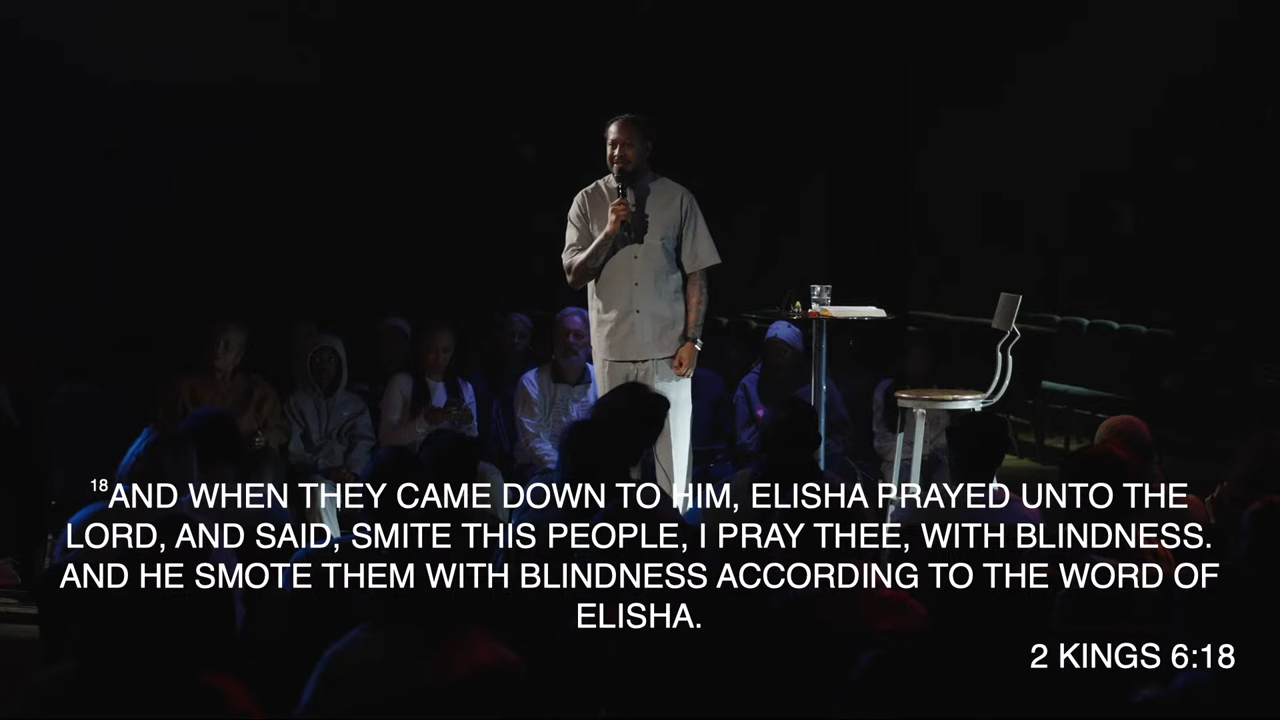 18AND WHEN THEY CAME DOWN TO HIM, ELISHA PRAYED UNTO THE
LORD, AND SAID, SMITE THIS PEOPLE, I PRAY THEE, WITH BLINDNESS.
AND HE SMOTE THEM WITH BLINDNESS ACCORDING TO THE WORD OF
ELISHA.
2 KINGS 6:18